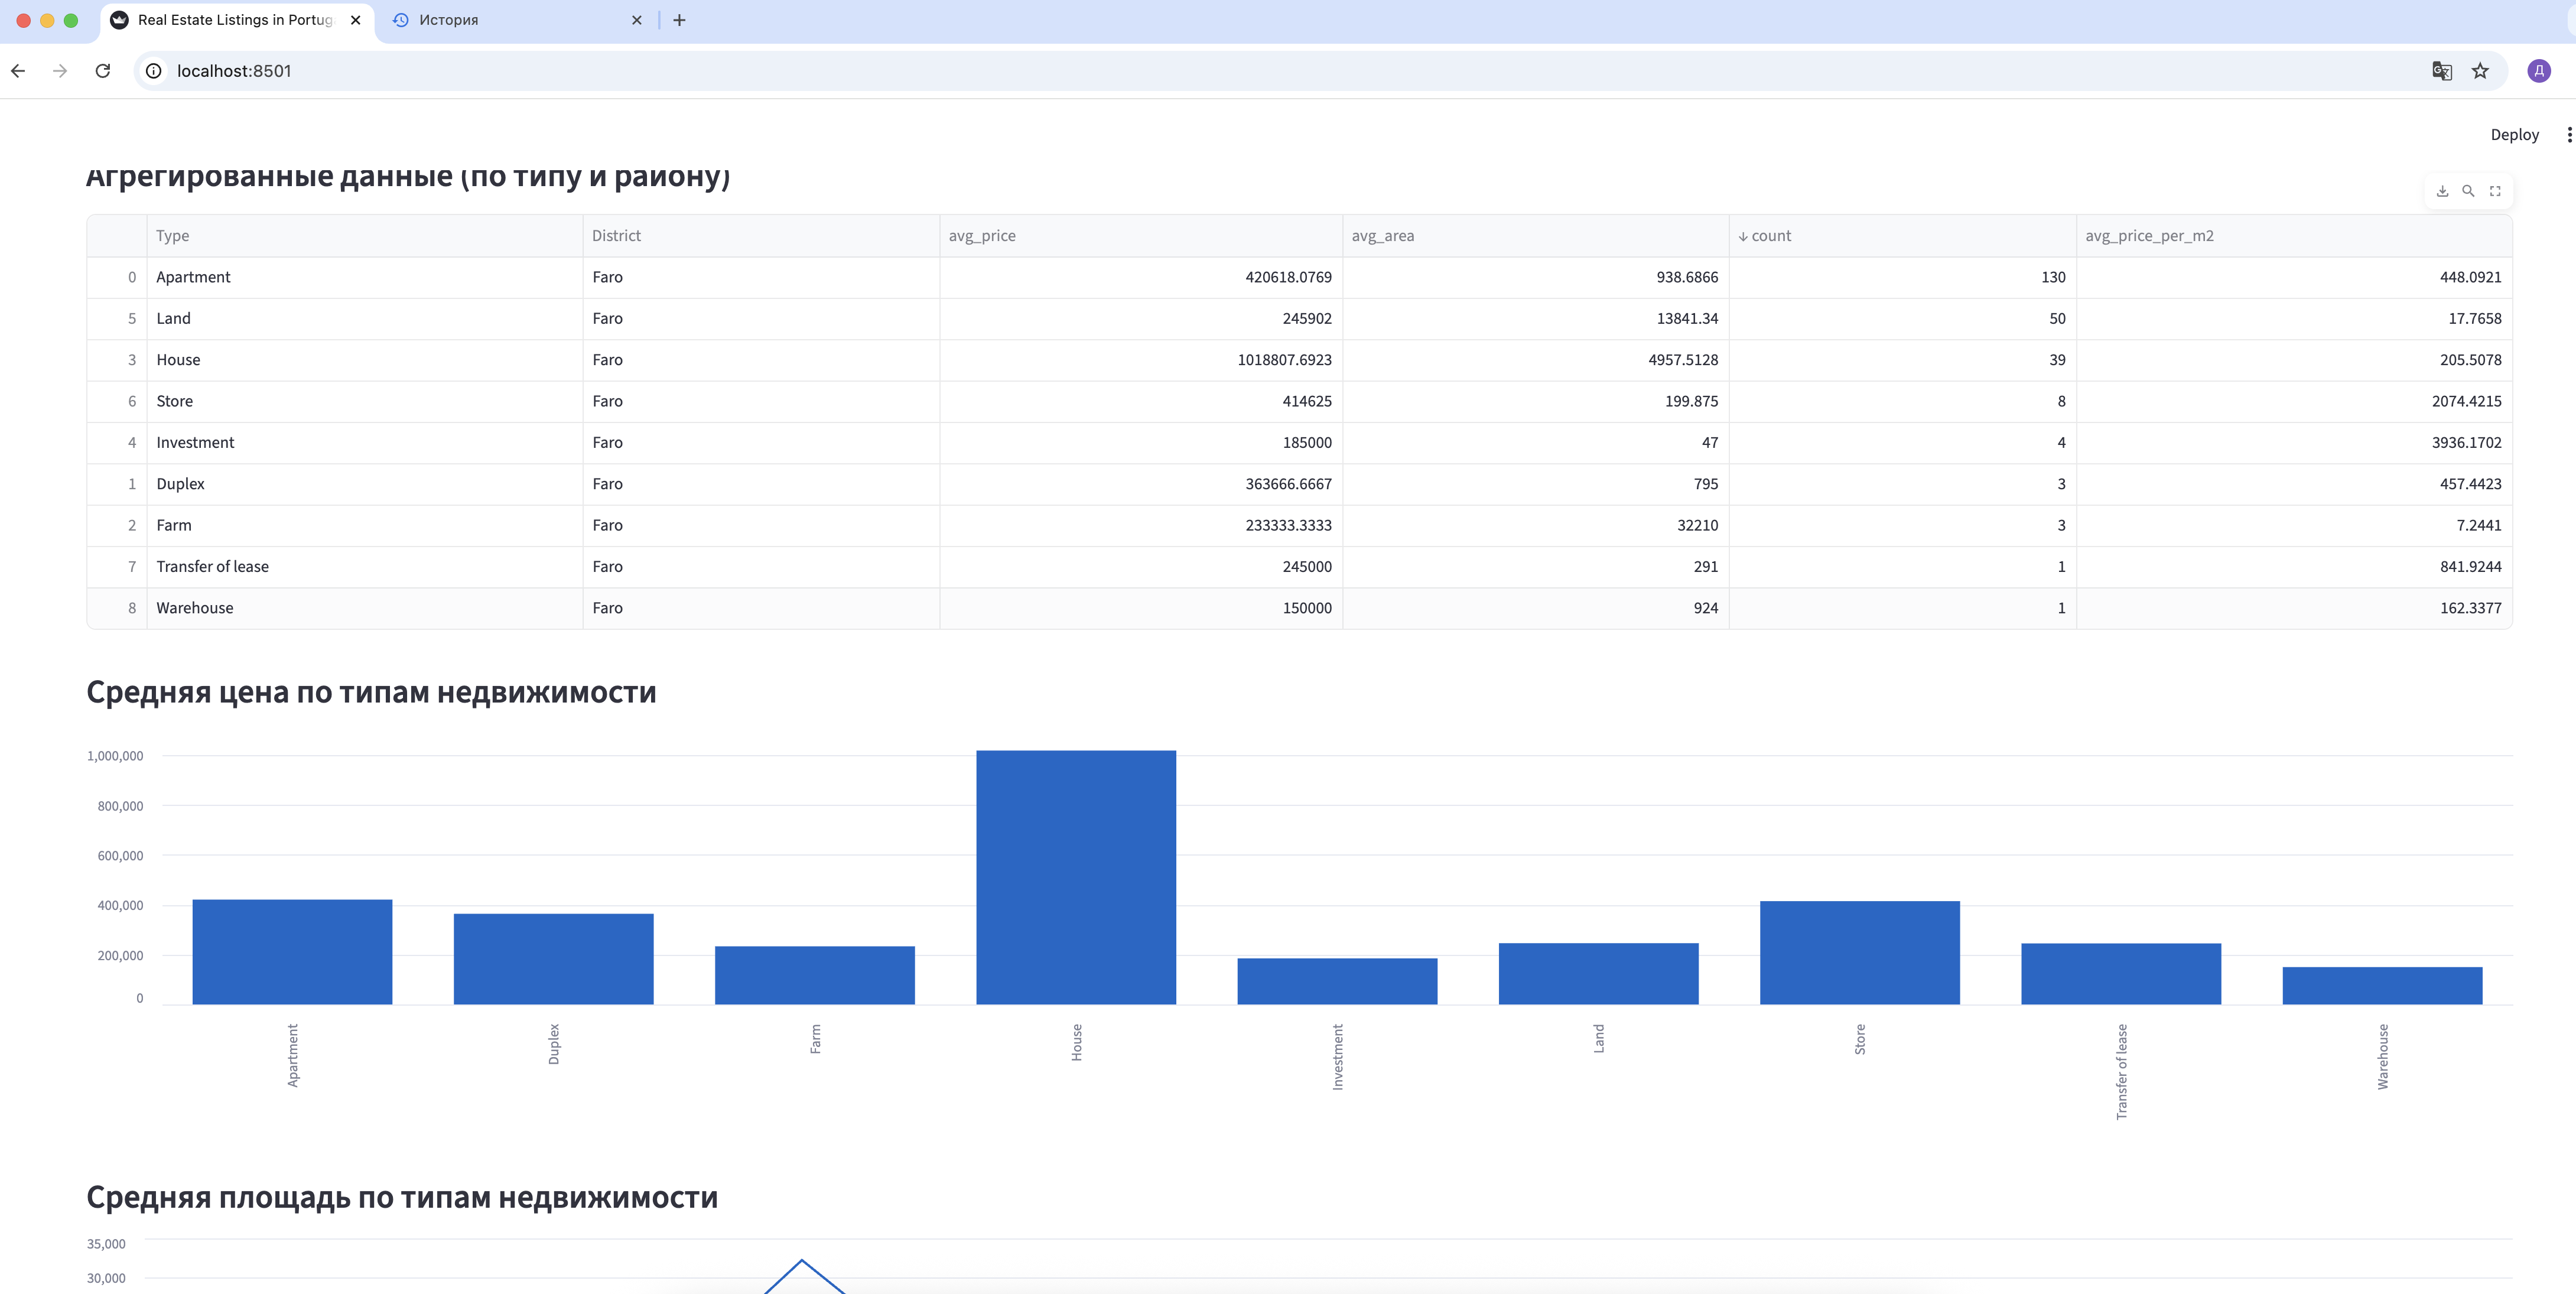 Real Estate Listings in Portug
История
localhost:8501
Д
Deploy
Агрегированные данные (по типу и району)
Type District avg_price avg_area ↓ count avg_price_per_m2
0 Apartment Faro 420618.0769 938.6866 130 448.0921
5 Land Faro 245902 13841.34 50 17.7658
3 House Faro 1018807.6923 4957.5128 39 205.5078
6 Store Faro 414625 199.875 8 2074.4215
4 Investment Faro 185000 47 4 3936.1702
1 Duplex Faro 363666.6667 795 3 457.4423
2 Farm Faro 233333.3333 32210 3 7.2441
7 Transfer of lease Faro 245000 291 1 841.9244
8 Warehouse Faro 150000 924 1 162.3377
Средняя цена по типам недвижимости
1,000,000
800,000
600,000
400,000
200,000
0
Apartment
Duplex
Farm
House
Investment
Land
Store
Transfer of lease
Warehouse
Средняя площадь по типам недвижимости
35,000
30,000